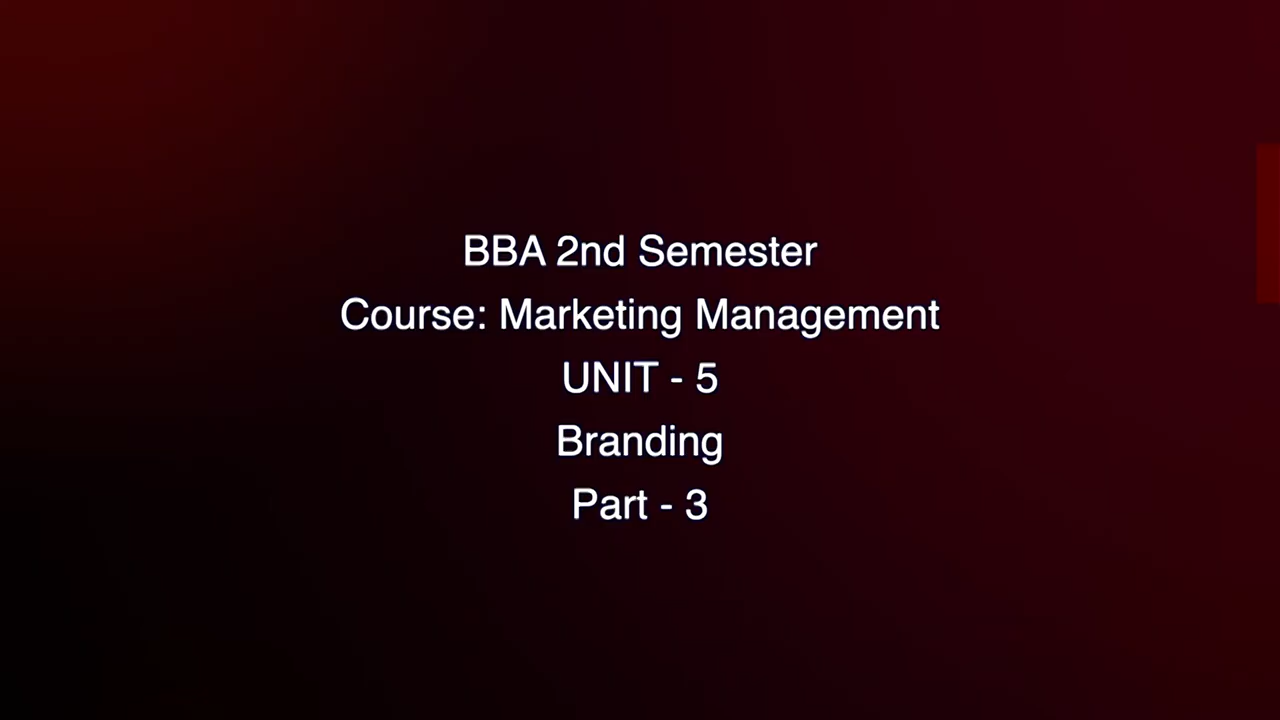 BBA 2nd Semester
Course: Marketing Management
UNIT - 5
Branding
Part - 3